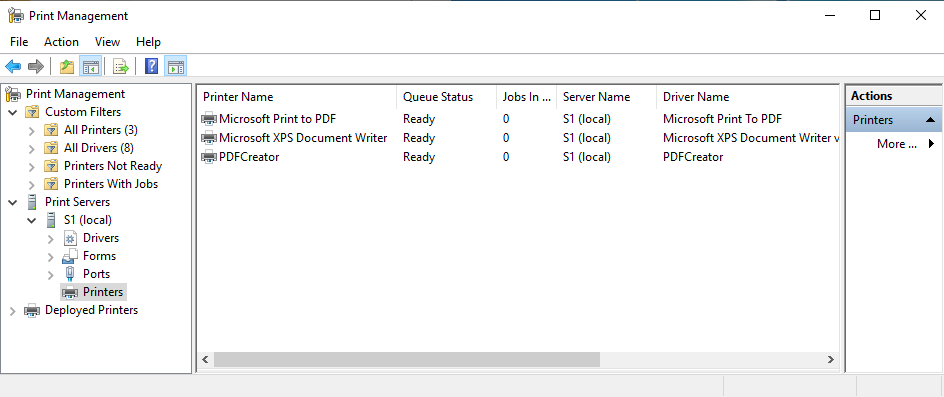 Print Management
File Action View Help
Print Management
Custom Filters
All Printers (3)
All Drivers (8)
Printers Not Ready
Printers With Jobs
Print Servers
S1 (local)
Drivers
Forms
Ports
Printers
Deployed Printers
Printer Name Queue Status Jobs In ... Server Name Driver Name
Microsoft Print to PDF Ready 0 S1 (local) Microsoft Print To PDF
Microsoft XPS Document Writer Ready 0 S1 (local) Microsoft XPS Document Writer v
PDFCreator Ready 0 S1 (local) PDFCreator
Actions
Printers
More ...